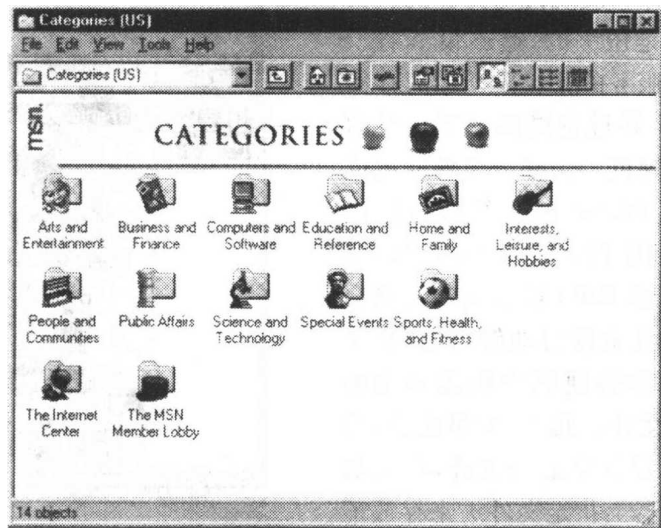 Categories (US)
File Edit View Tools Help
Categories (US)
msn.
CATEGORIES
Arts and
Entertainment
Business and
Finance
Computers and
Software
Education and
Reference
Home and
Family
Interests,
Leisure, and
Hobbies
People and
Communities
Public Affairs
Science and
Technology
Special Events
Sports, Health,
and Fitness
The Internet
Center
The MSN
Member Lobby
14 objects